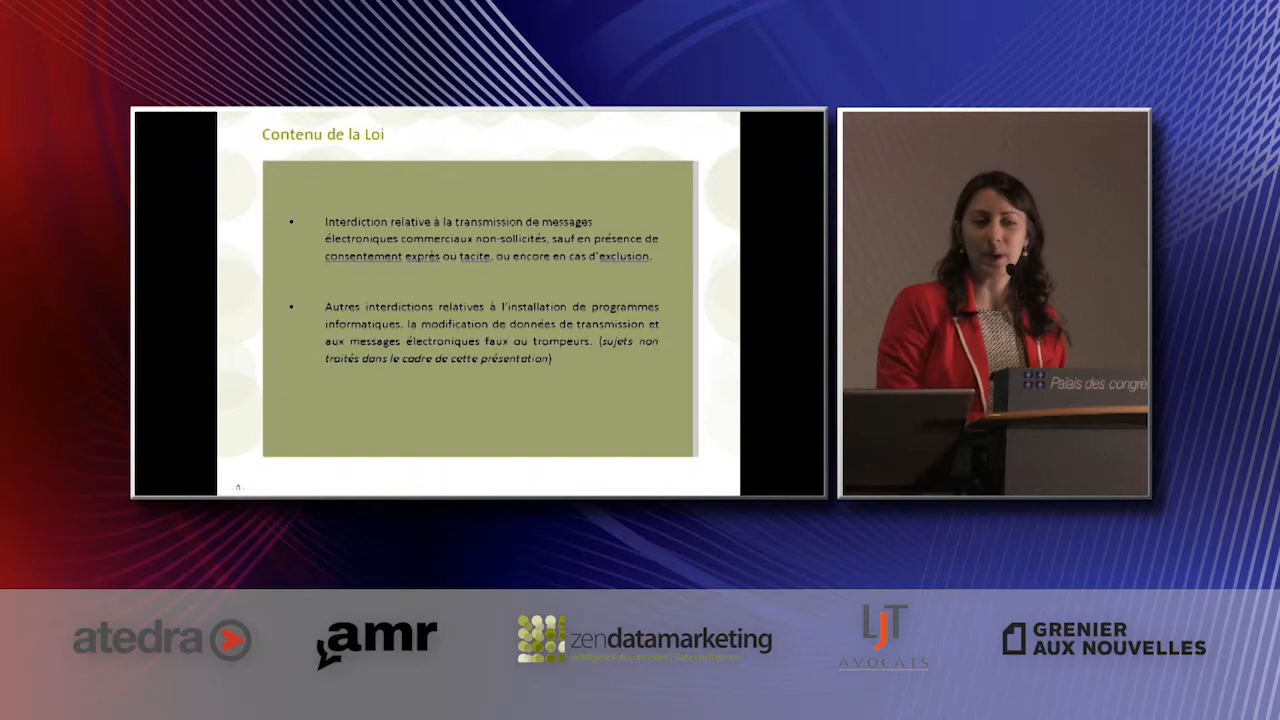 Contenu de la Loi
• Interdiction relative à la transmission de messages
électroniques commerciaux non-sollicités, sauf en présence de
consentement exprès ou tacite, ou encore en cas d'exclusion.
• Autres interdictions relatives à l'installation de programmes
informatiques, la modification de données de transmission et
aux messages électroniques faux ou trompeurs. (sujets non
traités dans le cadre de cette présentation)
Palais des congrè
atedra
amr
zendatamarketing
LJT
AVOCATS
GRENIER
AUX NOUVELLES